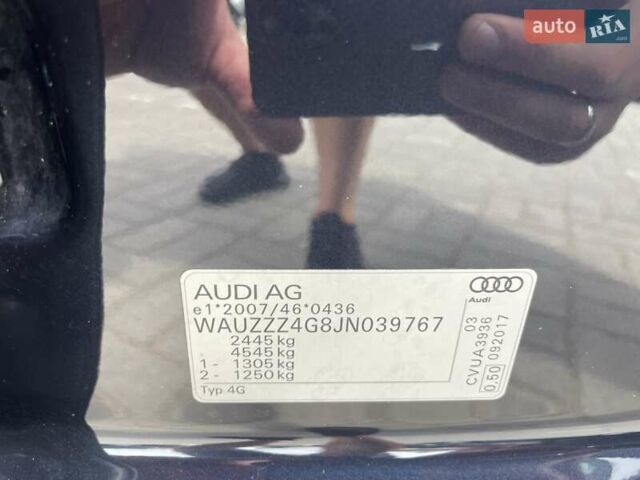 auto RIA.com
AUDI AG
e1*2007/46*0436
WAUZZZ4G8JN039767
2445 kg
4545 kg
1 - 1305 kg
2 - 1250 kg
Typ 4G
Audi
CVUA3936 03
0.50 092017